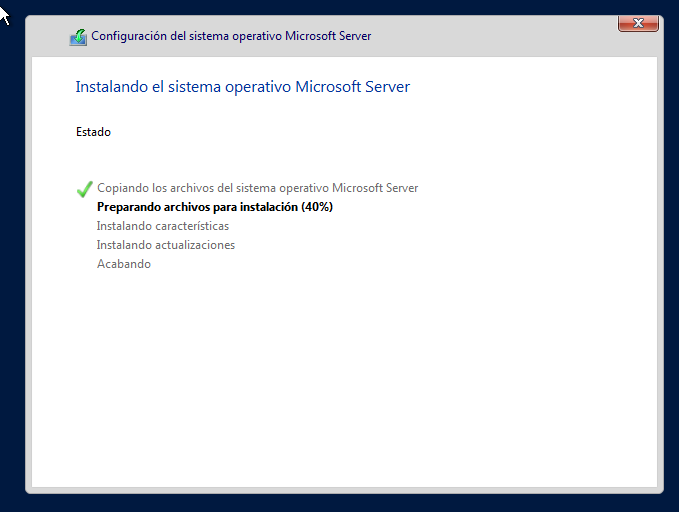 Configuración del sistema operativo Microsoft Server
Instalando el sistema operativo Microsoft Server
Estado
Copiando los archivos del sistema operativo Microsoft Server
Preparando archivos para instalación (40%)
Instalando características
Instalando actualizaciones
Acabando